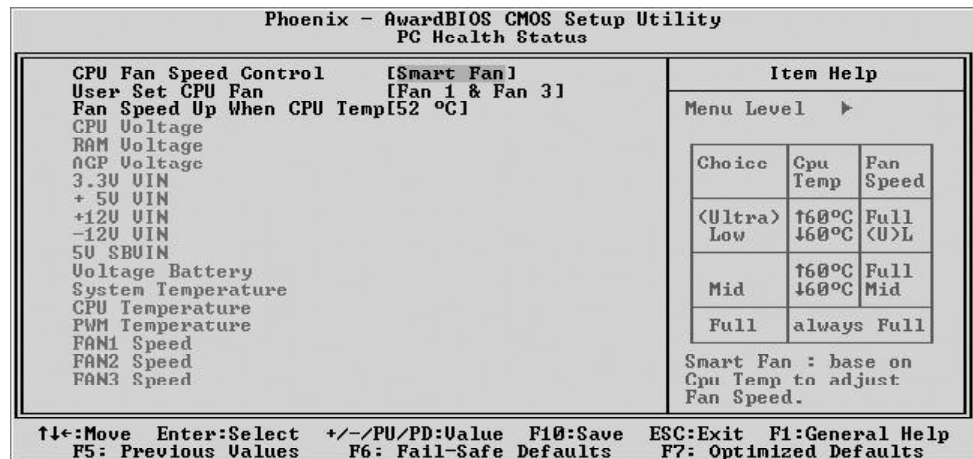 Phoenix - AwardBIOS CMOS Setup Utility
PC Health Status
CPU Fan Speed Control [Smart Fan]
User Set CPU Fan [Fan 1 & Fan 3]
Fan Speed Up When CPU Temp[52 ºC]
CPU Voltage
RAM Voltage
AGP Voltage
3.3V VIN
+ 5V VIN
+12V VIN
-12V VIN
5V SBVIN
Voltage Battery
System Temperature
CPU Temperature
PWM Temperature
FAN1 Speed
FAN2 Speed
FAN3 Speed
Item Help
Menu Level ▶
Choice Cpu Temp Fan Speed
(Ultra) Low ↑60ºC Full ↓60ºC (U)L
Mid ↑60ºC Full ↓60ºC Mid
Full always Full
Smart Fan : base on
Cpu Temp to adjust
Fan Speed.
↑↓←:Move Enter:Select +/-/PU/PD:Value F10:Save ESC:Exit F1:General Help
F5: Previous Values F6: Fail-Safe Defaults F7: Optimized Defaults